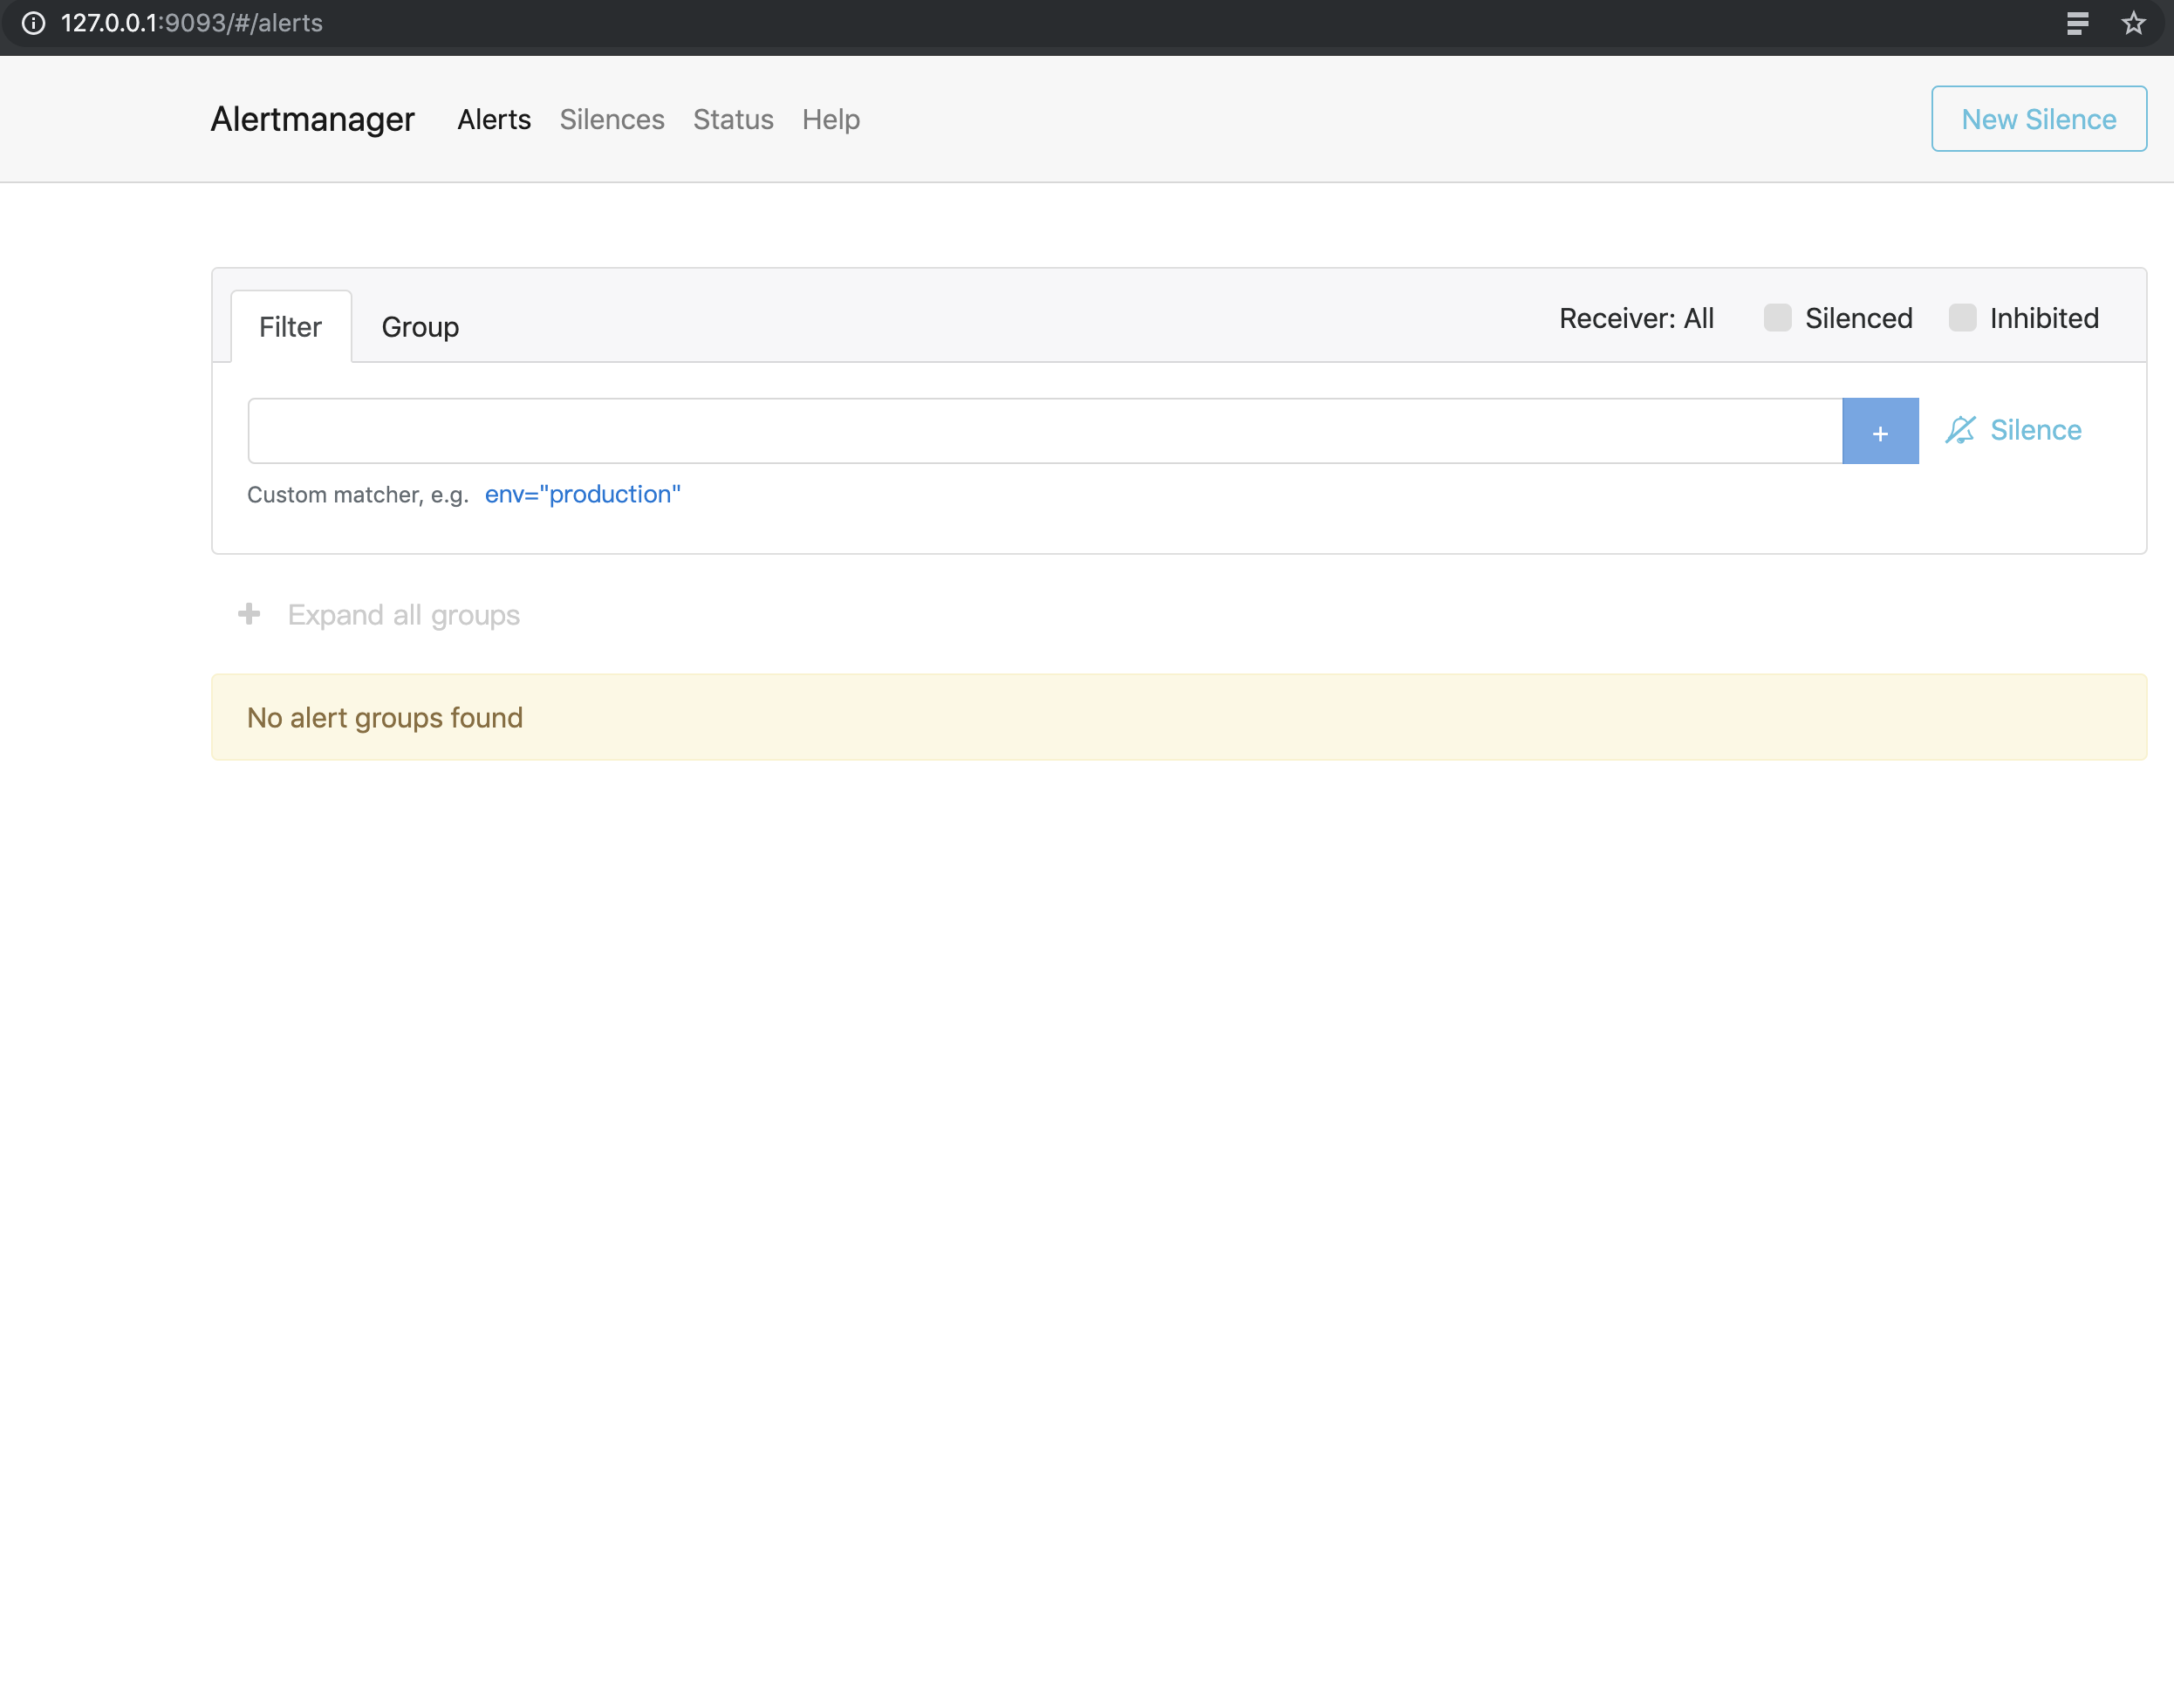 127.0.0.1:9093/#/alerts
Alertmanager Alerts Silences Status Help New Silence
Filter Group Receiver: All Silenced Inhibited
+ Silence
Custom matcher, e.g. env="production"
+ Expand all groups
No alert groups found